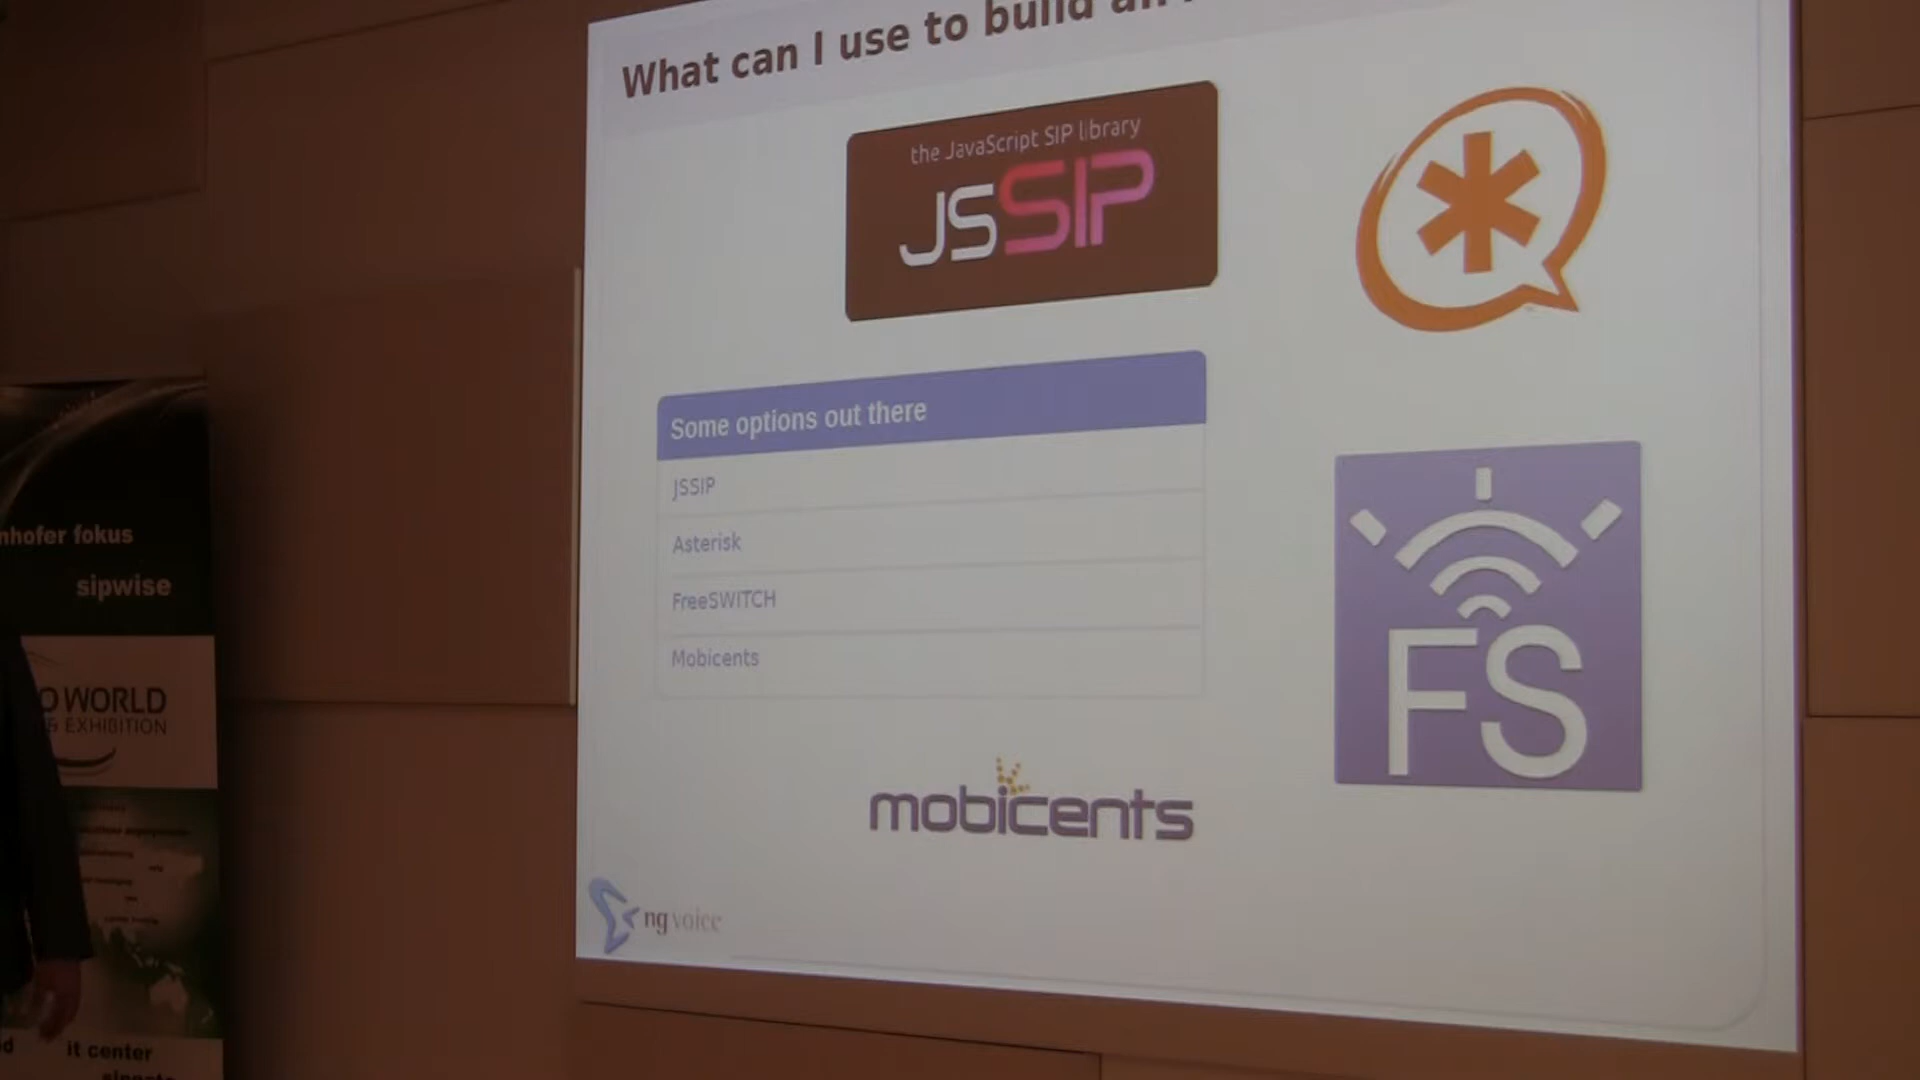 What can I use to build an
the JavaScript SIP library
JSSIP
Some options out there
JSSIP
Asterisk
FreeSWITCH
Mobicents
FS
mobicents
ng voice
nhofer fokus
sipwise
O WORLD
& EXHIBITION
it center